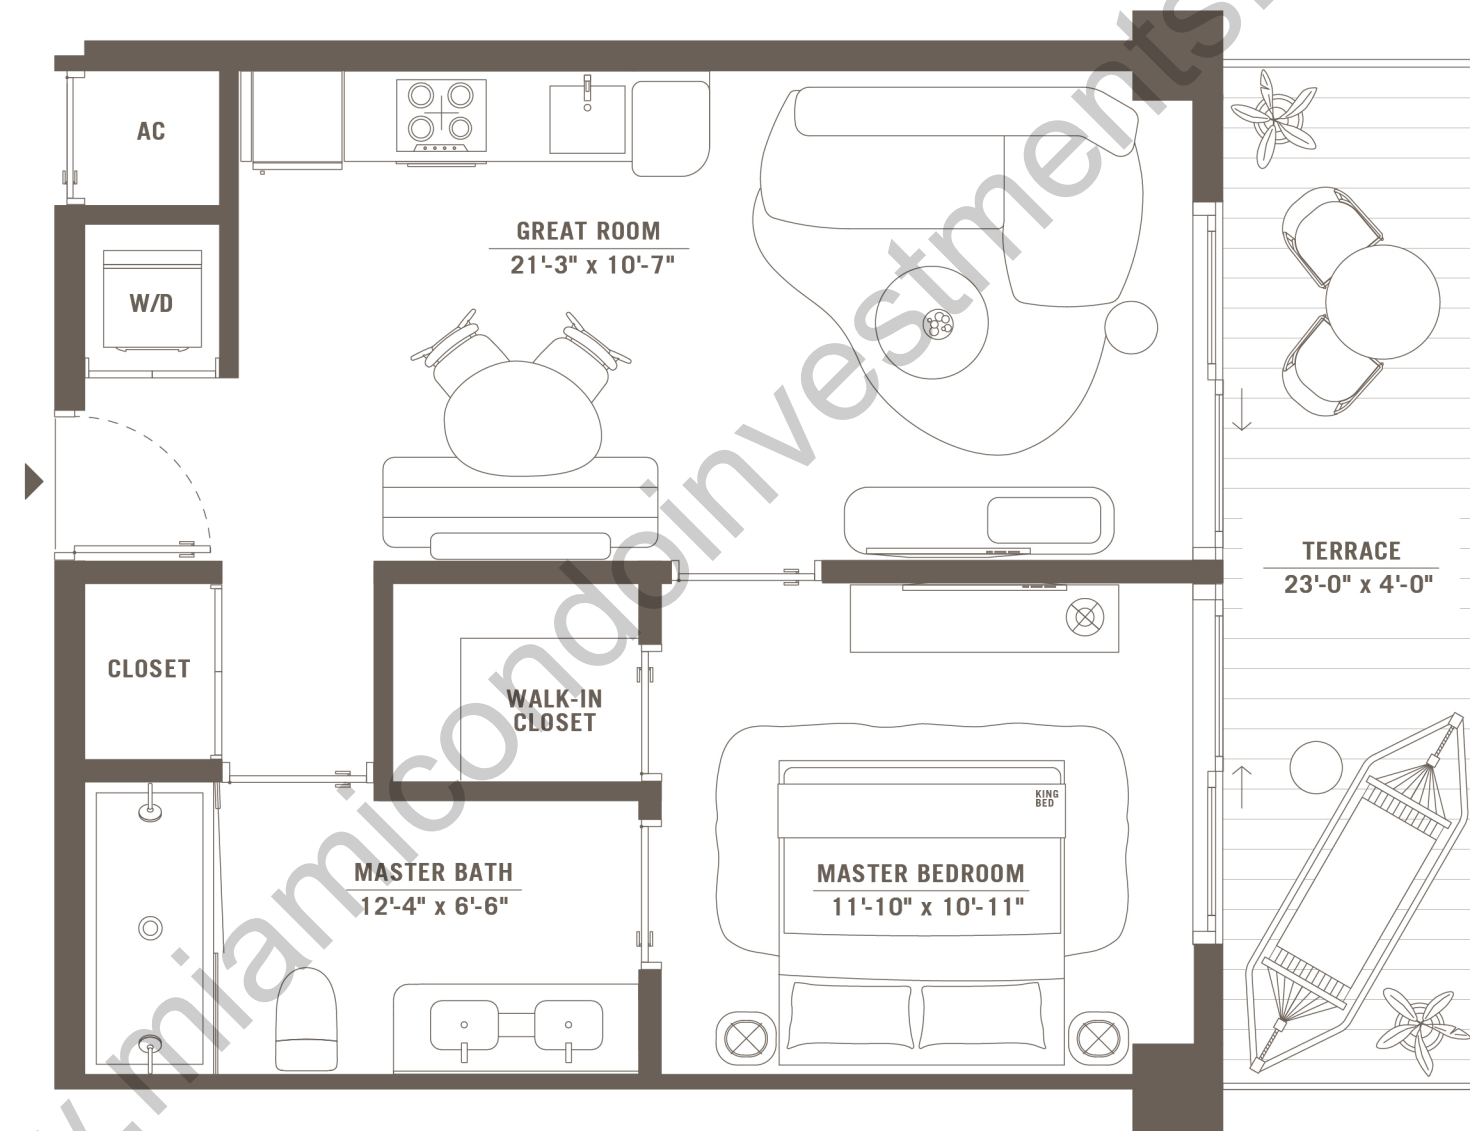 AC
W/D
GREAT ROOM
21'-3" x 10'-7"
TERRACE
23'-0" x 4'-0"
CLOSET
WALK-IN
CLOSET
KING
BED
MASTER BATH
12'-4" x 6'-6"
MASTER BEDROOM
11'-10" x 10'-11"
.miamicondoinvestments.